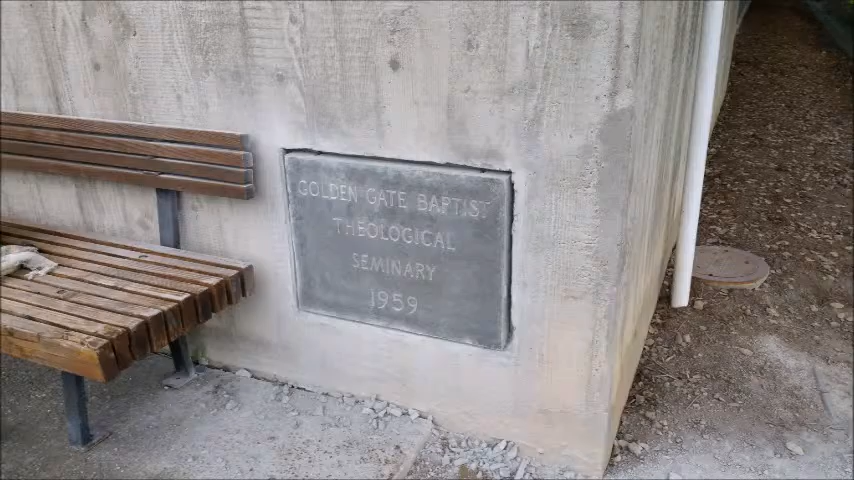 GOLDEN GATE BAPTIST
THEOLOGICAL
SEMINARY
1959